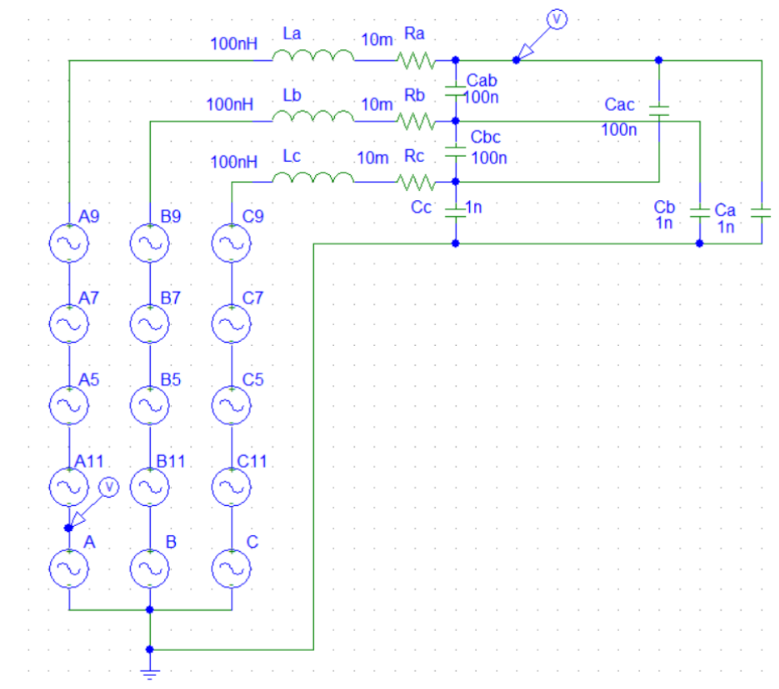 V
La
100nH
10m
Ra
Cab
100n
Lb
100nH
10m
Rb
Cac
100n
Cbc
100n
Lc
100nH
10m
Rc
Cc
1n
Cb
1n
Ca
1n
A9
B9
C9
A7
B7
C7
A5
B5
C5
A11
B11
C11
V
A
B
C